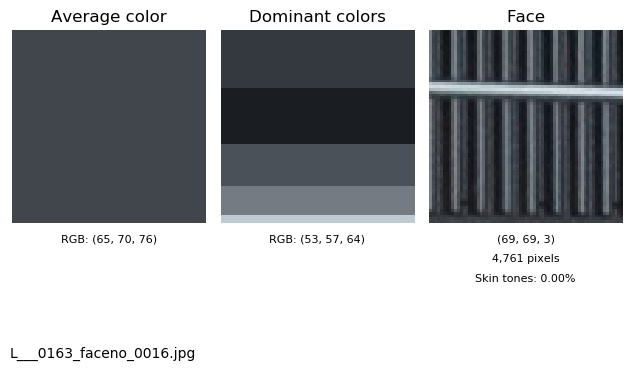 Average color
Dominant colors
Face
RGB: (65, 70, 76)
RGB: (53, 57, 64)
(69, 69, 3)
4,761 pixels
Skin tones: 0.00%
L___0163_faceno_0016.jpg